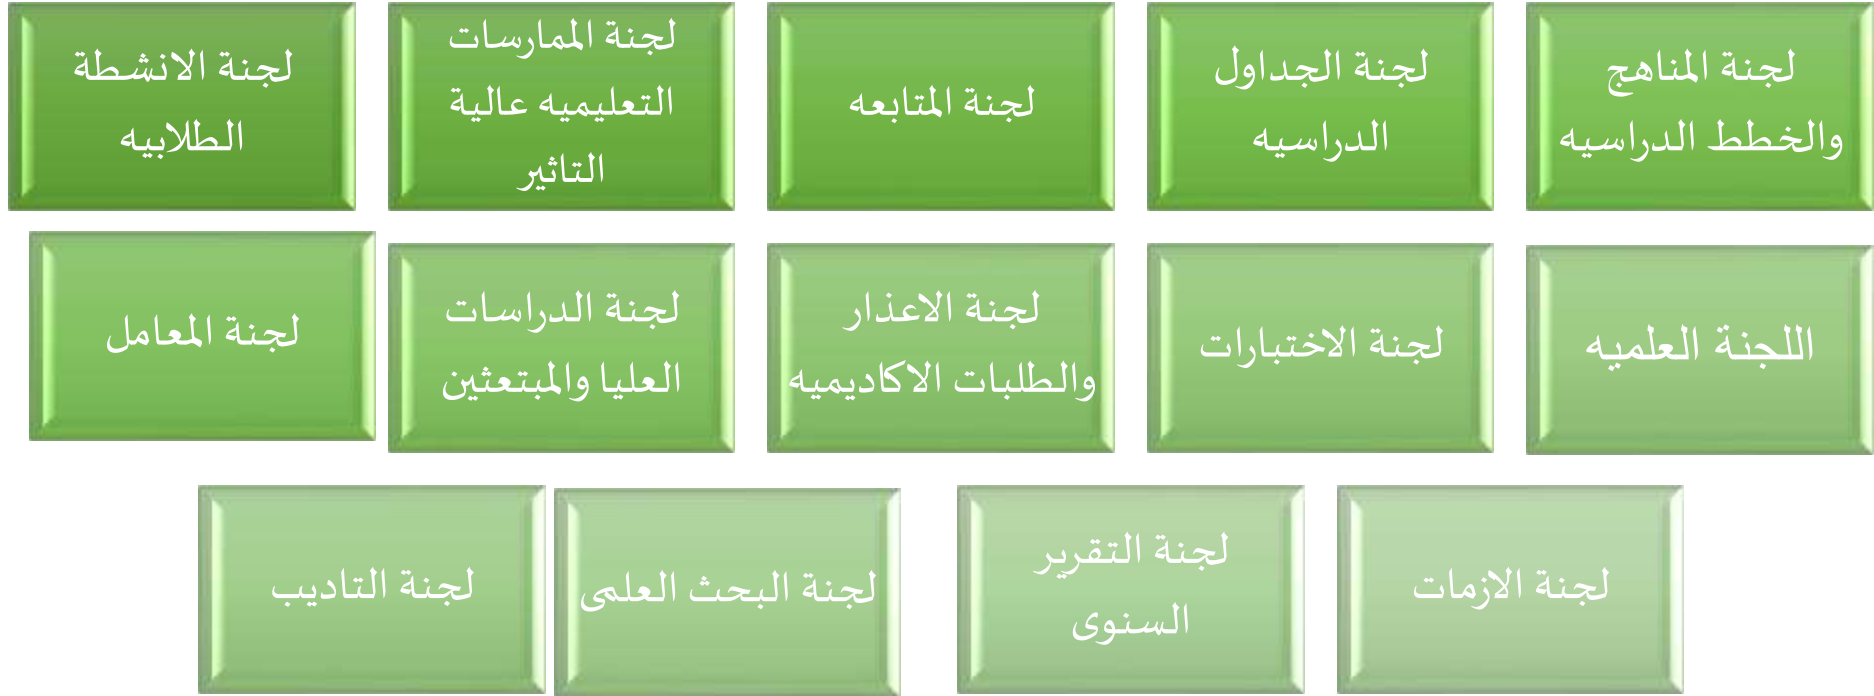 لجنة المناهج
والخطط الدراسيه
لجنة الجداول
الدراسيه
لجنة المتابعه
لجنة الممارسات
التعليميه عالية
التاثير
لجنة الانشطة
الطلابيه
اللجنة العلميه
لجنة الاختبارات
لجنة الاعذار
والطلبات الاكاديميه
لجنة الدراسات
العليا والمبتعثين
لجنة المعامل
لجنة الازمات
لجنة التقرير
السنوى
لجنة البحث العلمى
لجنة التاديب